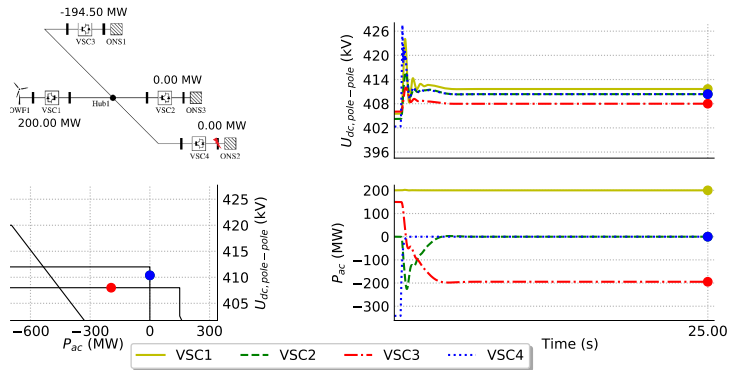 -194.50 MW
VSC3
ONS1
0.00 MW
OWF1
VSC1
Hub1
VSC2
ONS3
200.00 MW
0.00 MW
VSC4
ONS2
426
420
414
408
402
396
U_dc,pole−pole (kV)
425
420
415
410
405
U_dc,pole−pole (kV)
−600
−300
0
300
P_ac (MW)
200
100
0
−100
−200
−300
P_ac (MW)
25.00
Time (s)
VSC1
VSC2
VSC3
VSC4